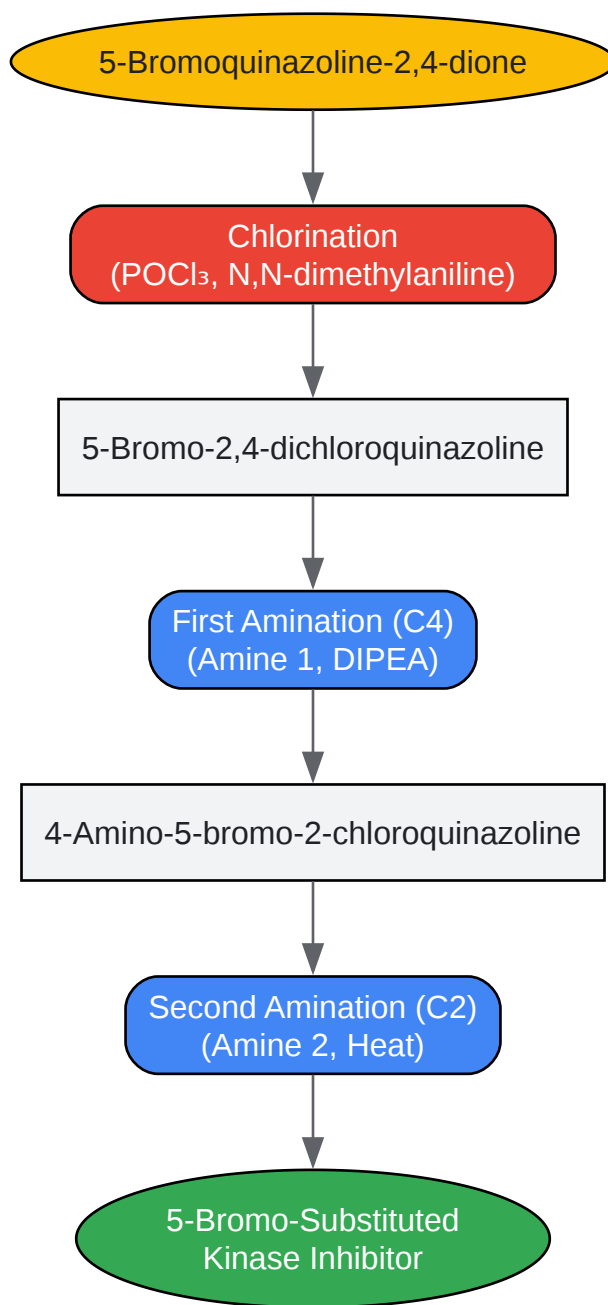 5-Bromoquinazoline-2,4-dione
Chlorination
(POCl₃, N,N-dimethylaniline)
5-Bromo-2,4-dichloroquinazoline
First Amination (C4)
(Amine 1, DIPEA)
4-Amino-5-bromo-2-chloroquinazoline
Second Amination (C2)
(Amine 2, Heat)
5-Bromo-Substituted
Kinase Inhibitor